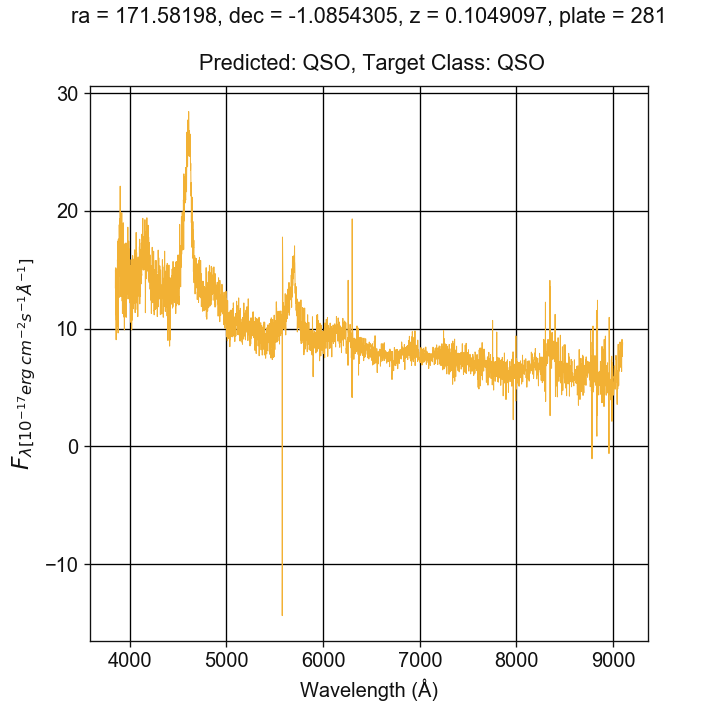 ra = 171.58198, dec = -1.0854305, z = 0.1049097, plate = 281
Predicted: QSO, Target Class: QSO
30
20
10
0
−10
F_λ[10⁻¹⁷erg cm⁻²s⁻¹Å⁻¹]
4000 5000 6000 7000 8000 9000
Wavelength (Å)